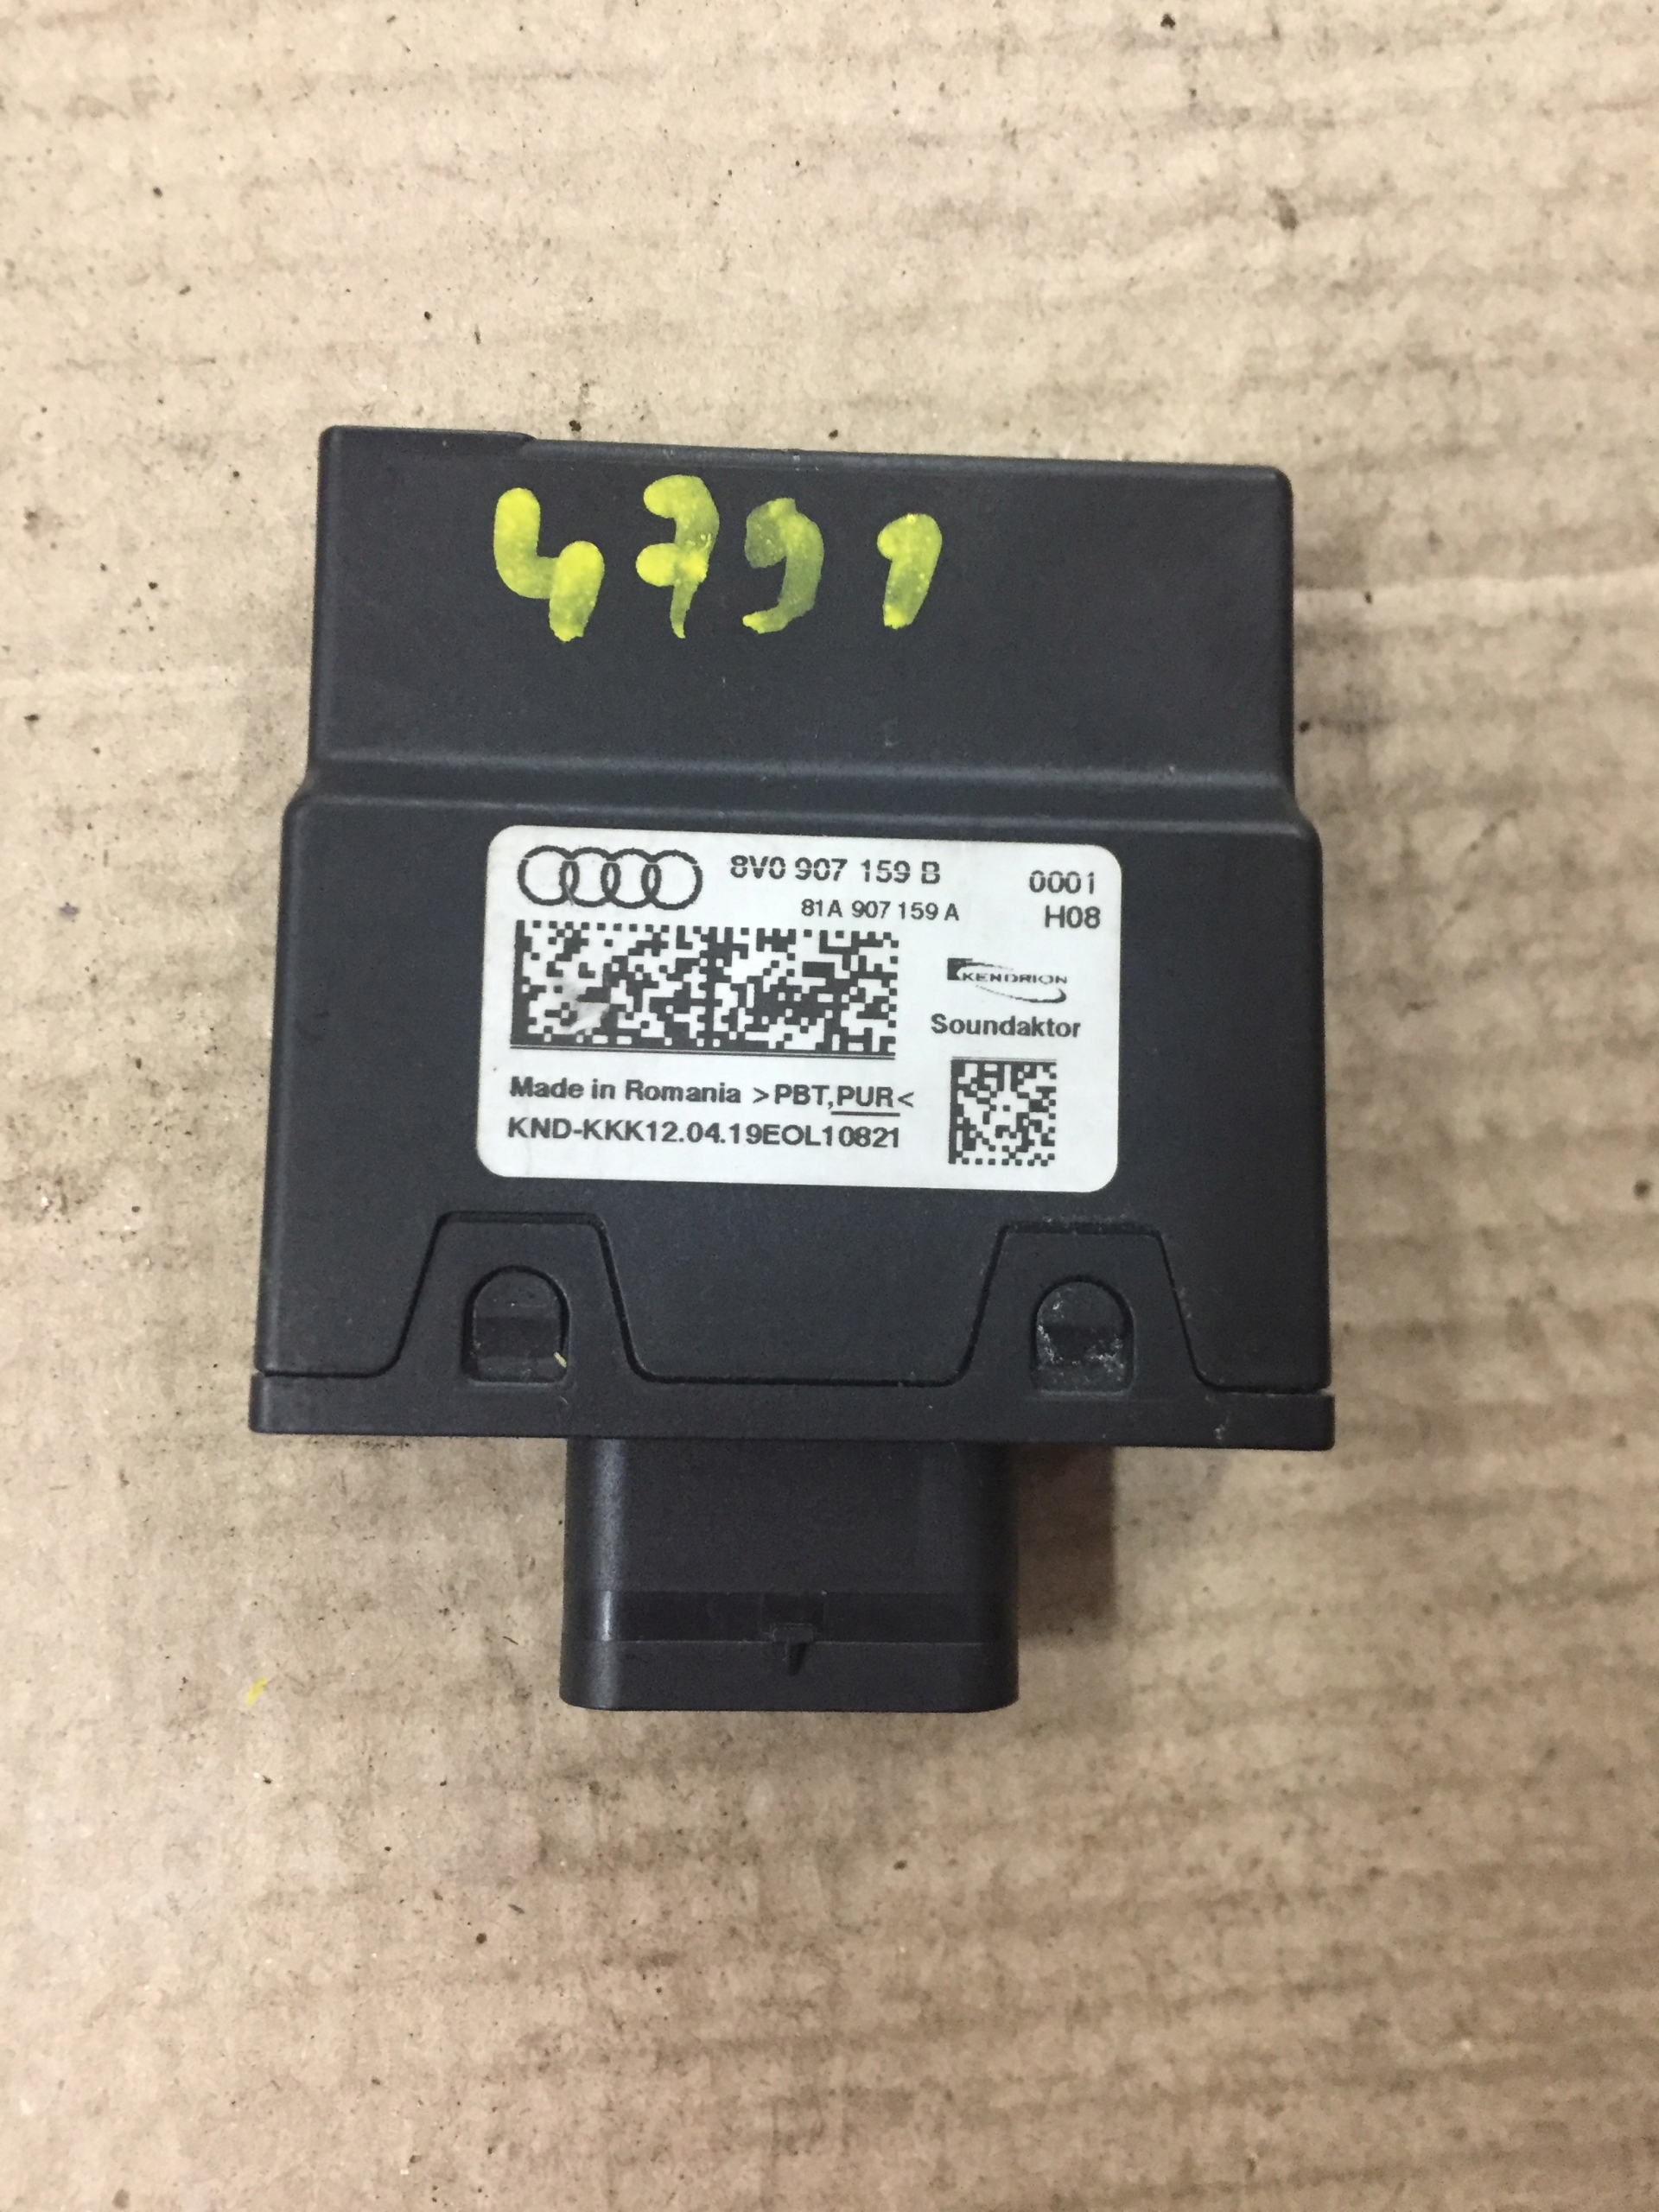 4791
8V0 907 159 B 0001
81A 907 159 A H08
KENDRION
Soundaktor
Made in Romania >PBT,PUR<
KND-KKK12.04.19EOL10821